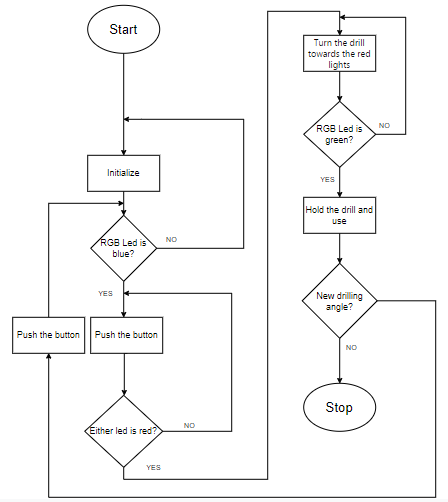 Start
Initialize
RGB Led is
blue?
NO
YES
Push the button
Push the button
Either led is red?
NO
YES
Turn the drill
towards the red
lights
RGB Led is
green?
NO
YES
Hold the drill and
use
New drilling
angle?
NO
Stop